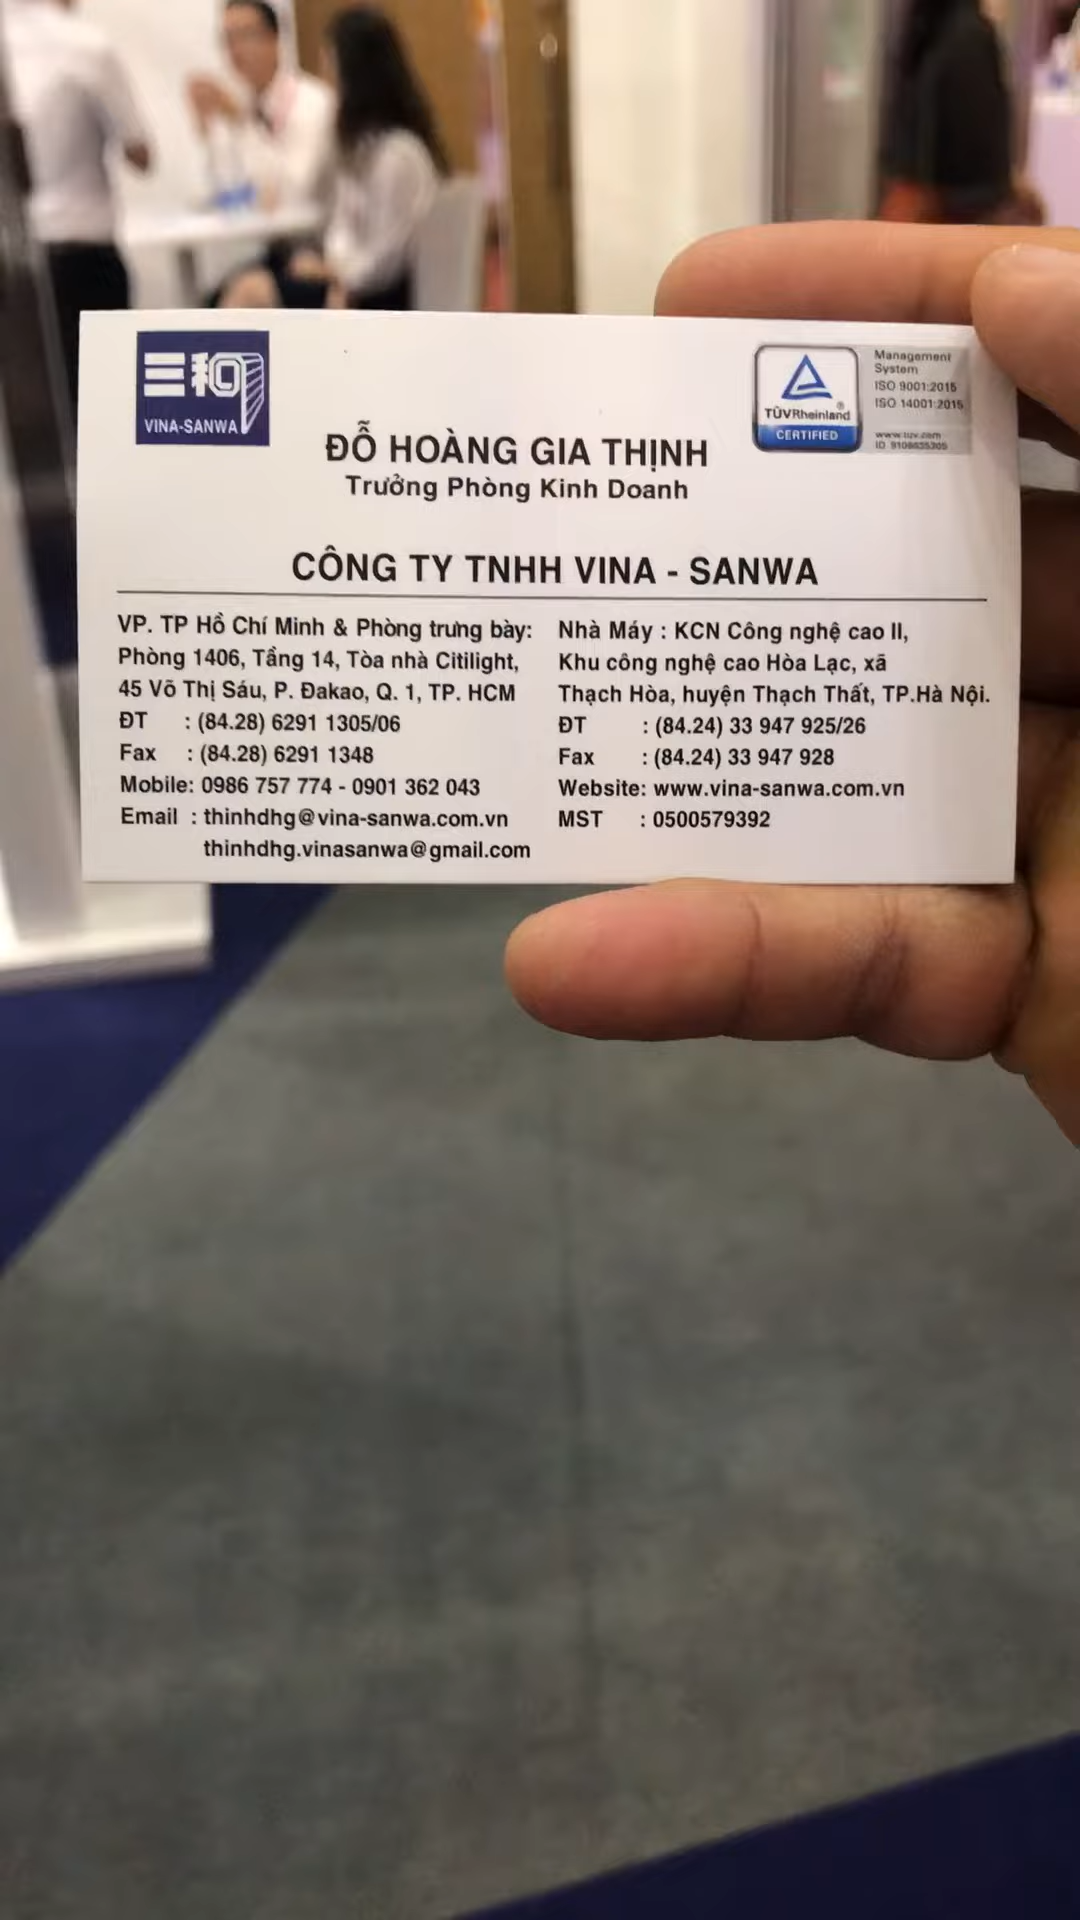 三和
VINA-SANWA
TÜVRheinland®
CERTIFIED
Management
System
ISO 9001:2015
ISO 14001:2015
www.tuv.com
ID
ĐỖ HOÀNG GIA THỊNH
Trưởng Phòng Kinh Doanh
CÔNG TY TNHH VINA - SANWA
VP. TP Hồ Chí Minh & Phòng trưng bày:
Phòng 1406, Tầng 14, Tòa nhà Citilight,
45 Võ Thị Sáu, P. Đakao, Q. 1, TP. HCM
ĐT : (84.28) 6291 1305/06
Fax : (84.28) 6291 1348
Mobile: 0986 757 774 - 0901 362 043
Email : thinhdhg@vina-sanwa.com.vn
thinhdhg.vinasanwa@gmail.com
Nhà Máy : KCN Công nghệ cao II,
Khu công nghệ cao Hòa Lạc, xã
Thạch Hòa, huyện Thạch Thất, TP.Hà Nội.
ĐT : (84.24) 33 947 925/26
Fax : (84.24) 33 947 928
Website: www.vina-sanwa.com.vn
MST : 0500579392